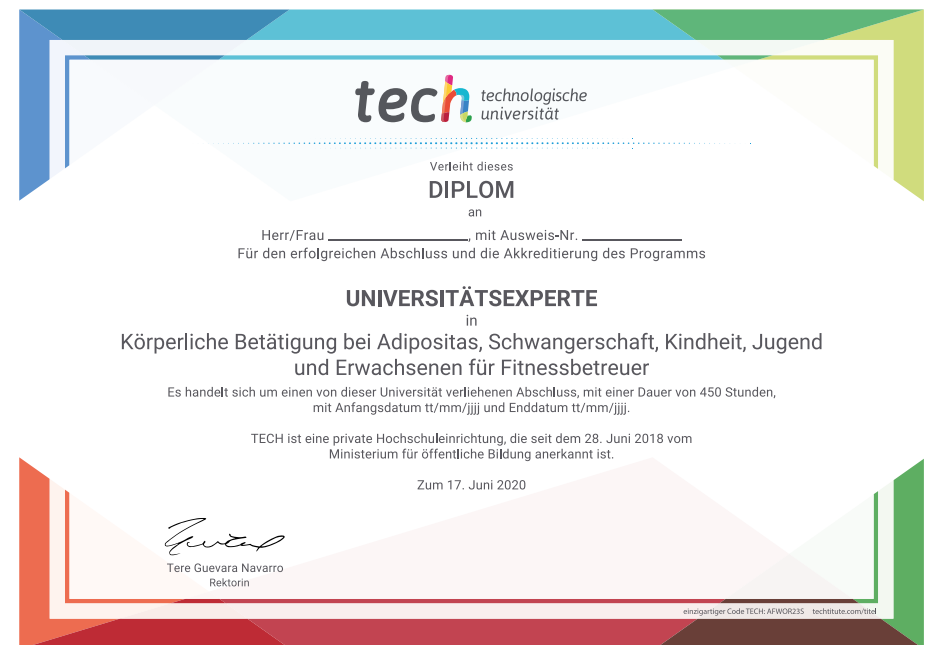 tech technologische
universität
Verleiht dieses
DIPLOM
an
Herr/Frau ____________________, mit Ausweis-Nr. ______________
Für den erfolgreichen Abschluss und die Akkreditierung des Programms
UNIVERSITÄTSEXPERTE
in
Körperliche Betätigung bei Adipositas, Schwangerschaft, Kindheit, Jugend
und Erwachsenen für Fitnessbetreuer
Es handelt sich um einen von dieser Universität verliehenen Abschluss, mit einer Dauer von 450 Stunden,
mit Anfangsdatum tt/mm/jjjj und Enddatum tt/mm/jjjj.
TECH ist eine private Hochschuleinrichtung, die seit dem 28. Juni 2018 vom
Ministerium für öffentliche Bildung anerkannt ist.
Zum 17. Juni 2020
Tere Guevara Navarro
Rektorin
einzigartiger Code TECH: AFWOR23S techtitute.com/titel